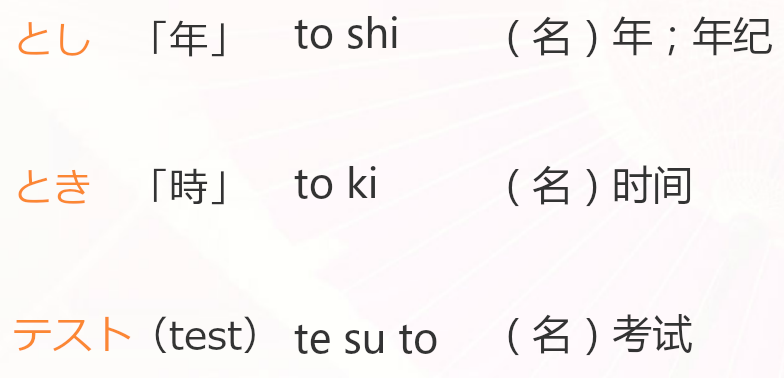 とし 「年」 to shi （名）年；年纪
とき 「時」 to ki （名）时间
テスト（test） te su to （名）考试